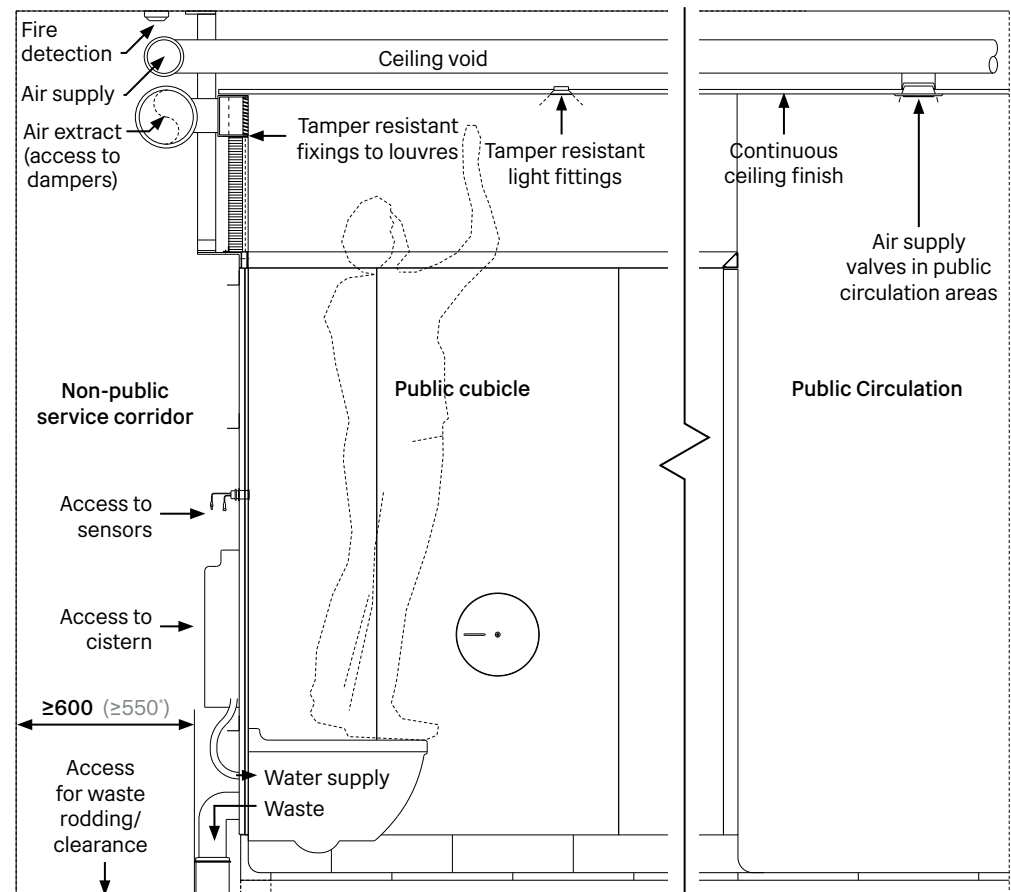 Fire
detection
Air supply
Air extract
(access to
dampers)
Ceiling void
Tamper resistant
fixings to louvres
Tamper resistant
light fittings
Continuous
ceiling finish
Air supply
valves in public
circulation areas
Non-public
service corridor
Public cubicle
Public Circulation
Access to
sensors
Access to
cistern
≥600 (≥550*)
Access
for waste
rodding/
clearance
Water supply
Waste